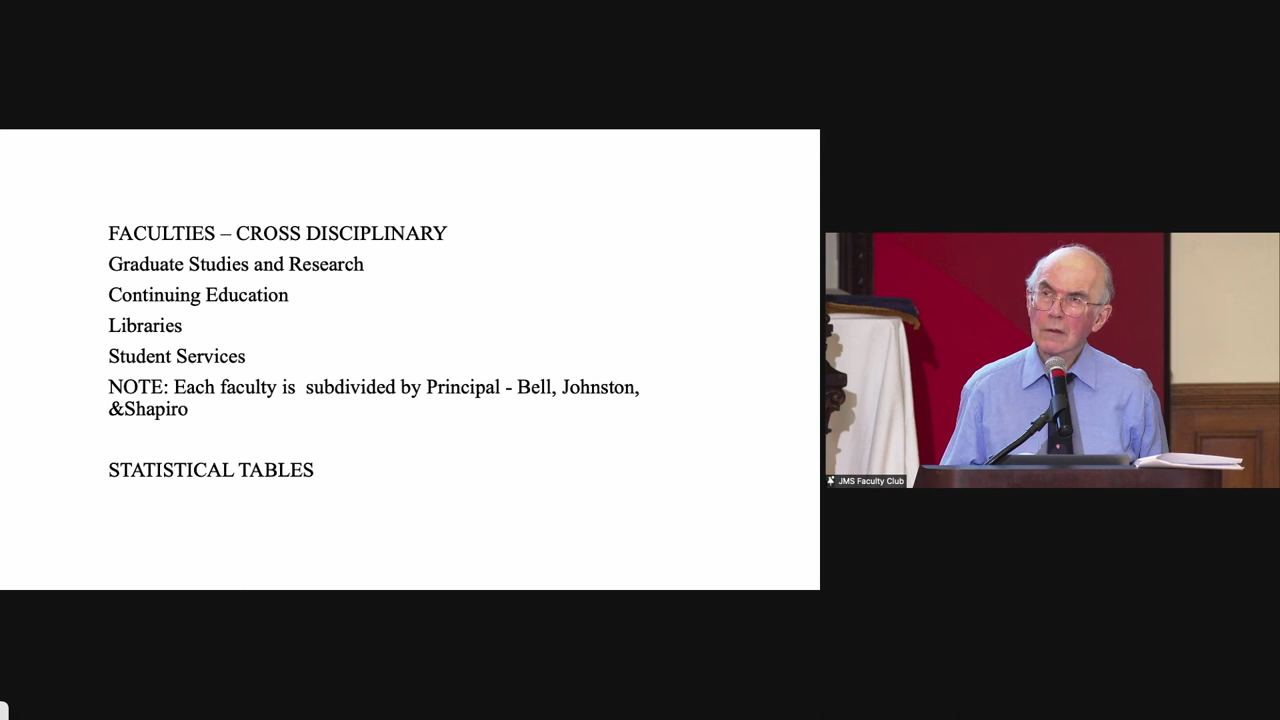 FACULTIES – CROSS DISCIPLINARY
Graduate Studies and Research
Continuing Education
Libraries
Student Services
NOTE: Each faculty is  subdivided by Principal - Bell, Johnston,
&Shapiro
STATISTICAL TABLES
JMS Faculty Club